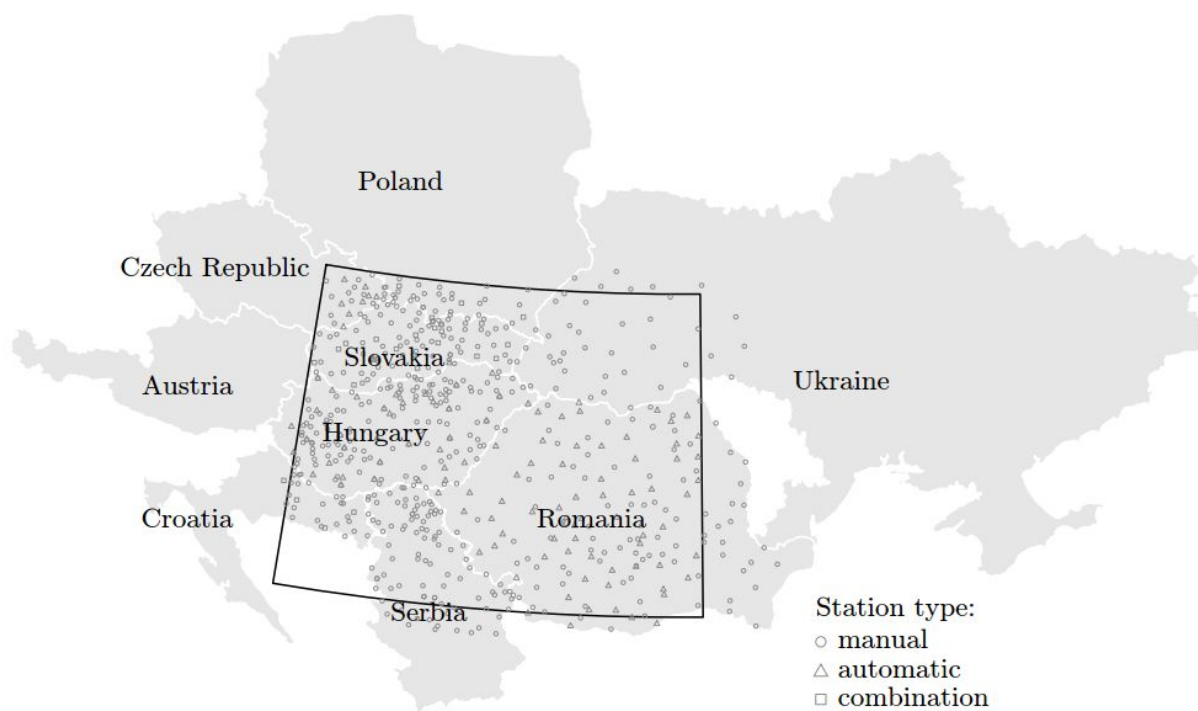 Poland
Czech Republic
Slovakia
Austria
Ukraine
Hungary
Croatia
Romania
Serbia
Station type:
manual
automatic
combination